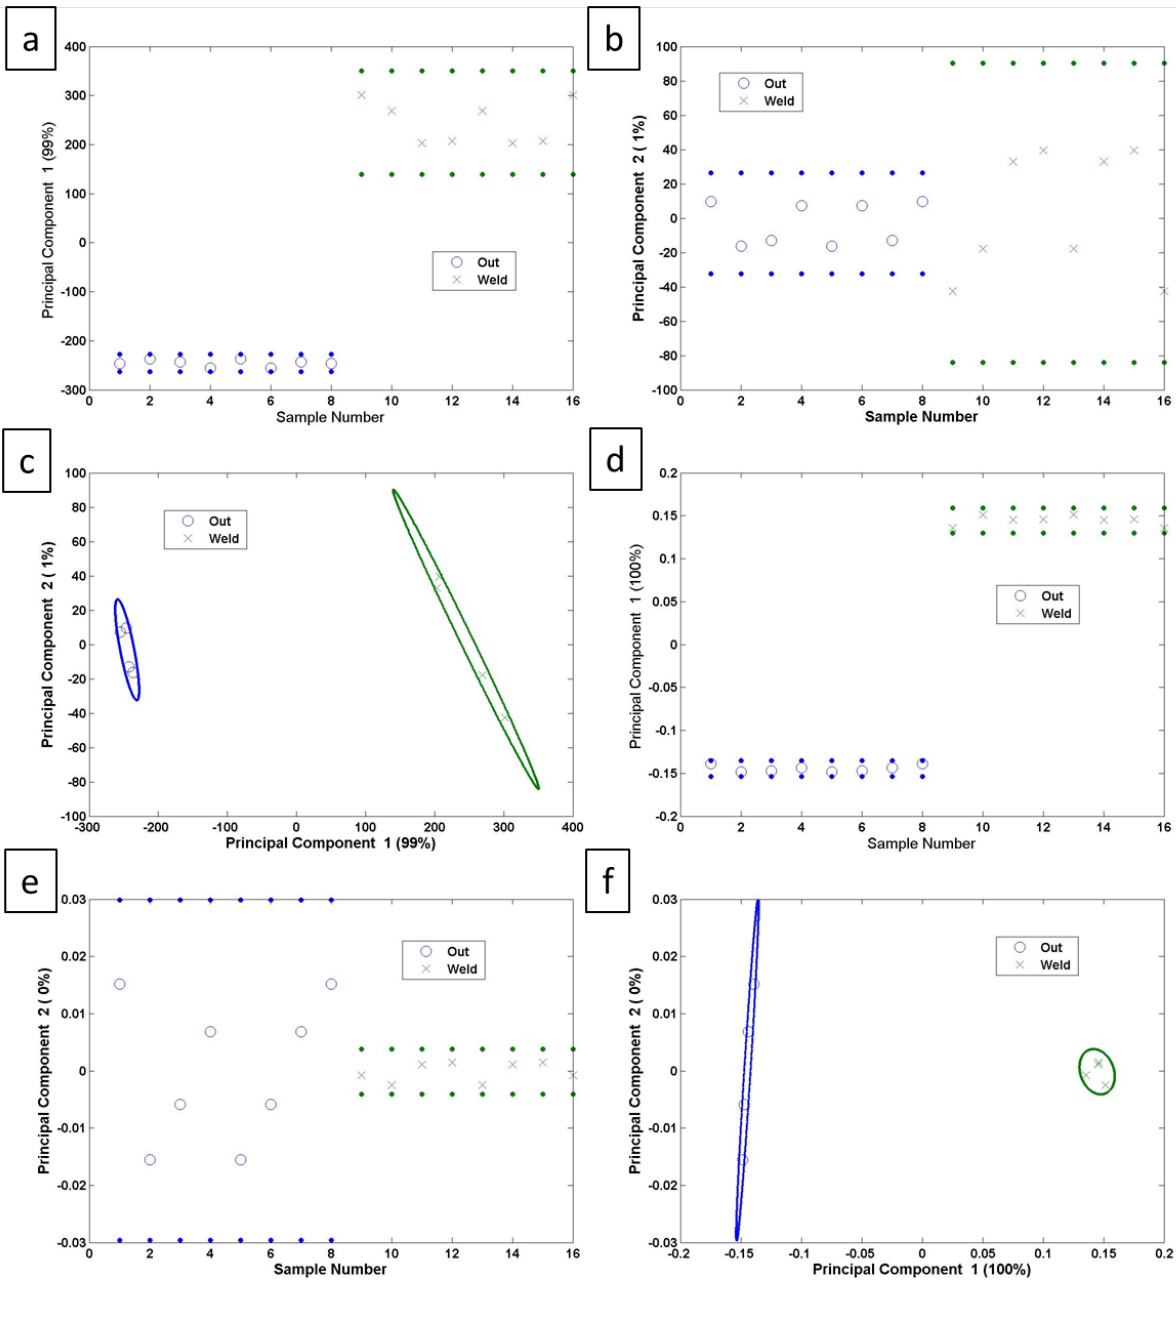 a
400
300
200
100
0
-100
-200
-300
0 2 4 6 8 10 12 14 16
Principal Component 1 (99%)
Sample Number
Out
Weld
b
100
80
60
40
20
0
-20
-40
-60
-80
-100
0 2 4 6 8 10 12 14 16
Principal Component 2 ( 1%)
Sample Number
Out
Weld
c
100
80
60
40
20
0
-20
-40
-60
-80
-100
-300 -200 -100 0 100 200 300 400
Principal Component 2 ( 1%)
Principal Component 1 (99%)
Out
Weld
d
0.2
0.15
0.1
0.05
0
-0.05
-0.1
-0.15
-0.2
0 2 4 6 8 10 12 14 16
Principal Component 1 (100%)
Sample Number
Out
Weld
e
0.03
0.02
0.01
0
-0.01
-0.02
-0.03
0 2 4 6 8 10 12 14 16
Principal Component 2 ( 0%)
Sample Number
Out
Weld
f
0.03
0.02
0.01
0
-0.01
-0.02
-0.03
-0.2 -0.15 -0.1 -0.05 0 0.05 0.1 0.15 0.2
Principal Component 2 ( 0%)
Principal Component 1 (100%)
Out
Weld